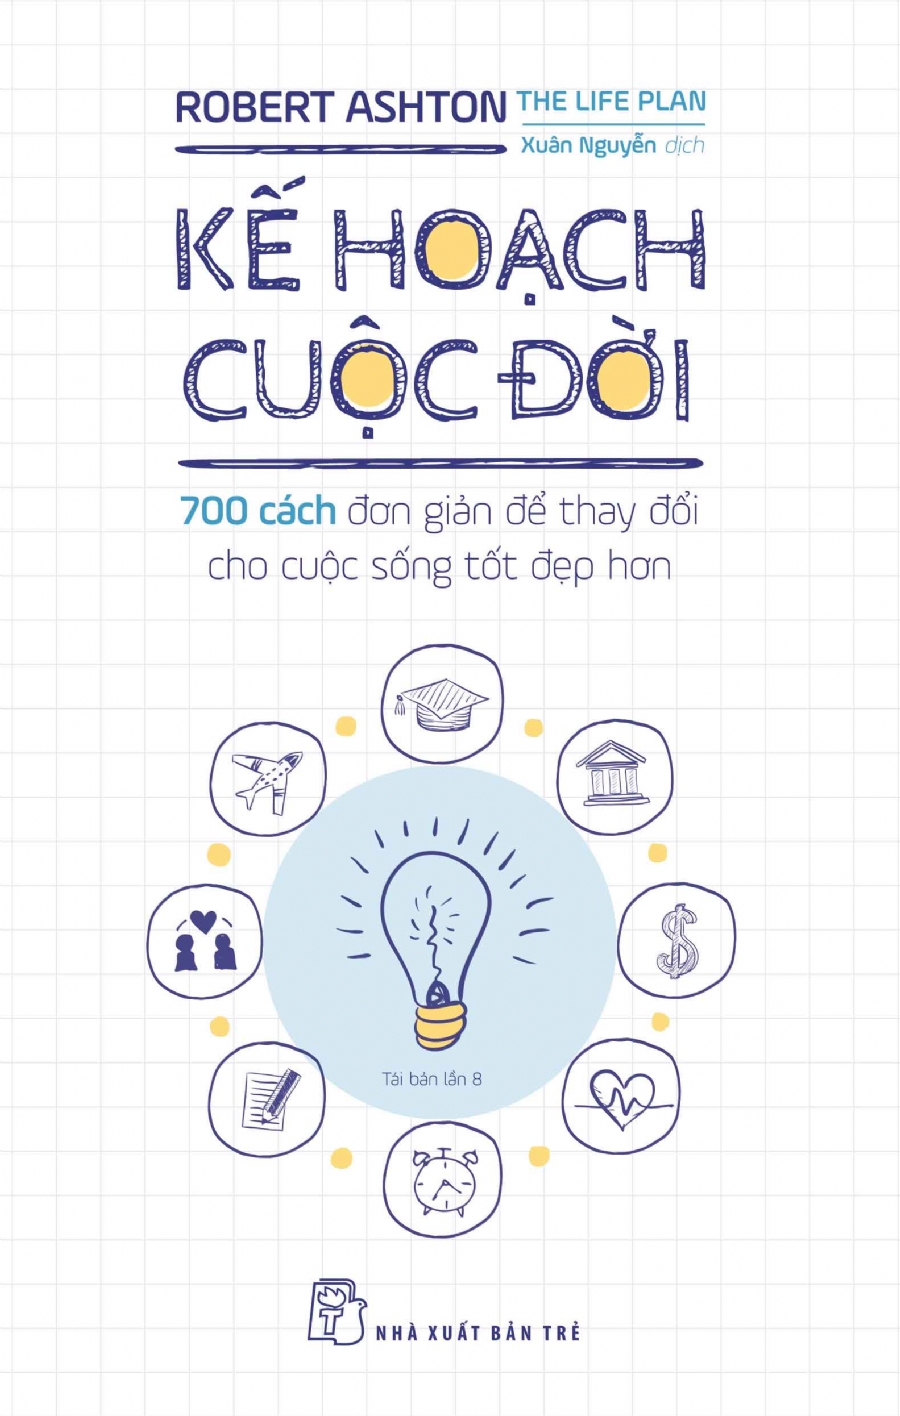 ROBERT ASHTON
THE LIFE PLAN
Xuân Nguyễn dịch
KẾ HOẠCH
CUỘC ĐỜI
700 cách đơn giản để thay đổi
cho cuộc sống tốt đẹp hơn
Tái bản lần 8
T
NHÀ XUẤT BẢN TRẺ